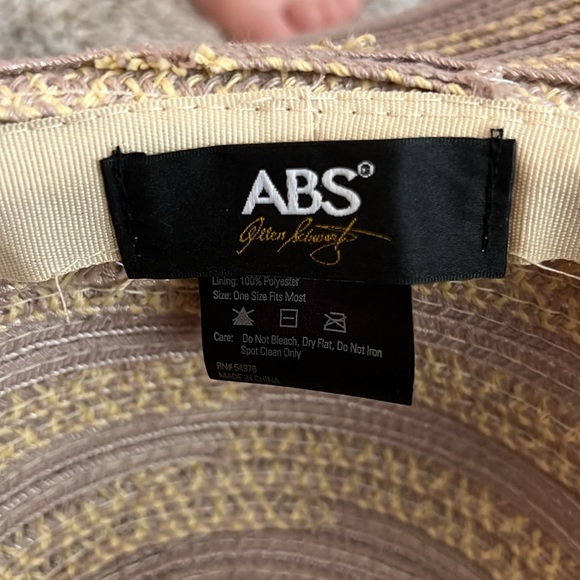 ABS®
Allen Schwartz
Lining: 100% Polyester
Size: One Size Fits Most
Care: Do Not Bleach, Dry Flat, Do Not Iron
Spot Clean Only
RN# 54978
MADE IN CHINA